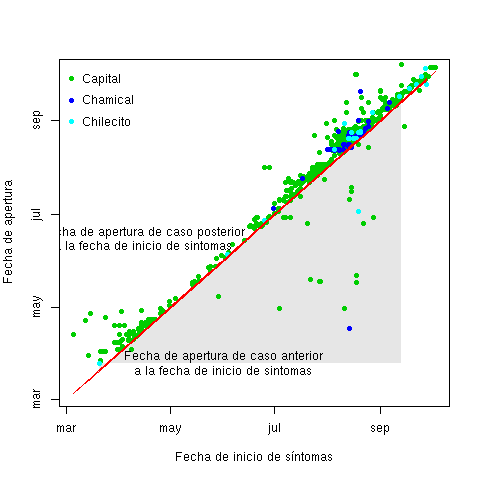 Capital
Chamical
Chilecito
cha de apertura de caso posterior
la fecha de inicio de sintomas
Fecha de apertura de caso anterior
a la fecha de inicio de sintomas
Fecha de apertura
mar
may
jul
sep
mar
may
jul
sep
Fecha de inicio de síntomas